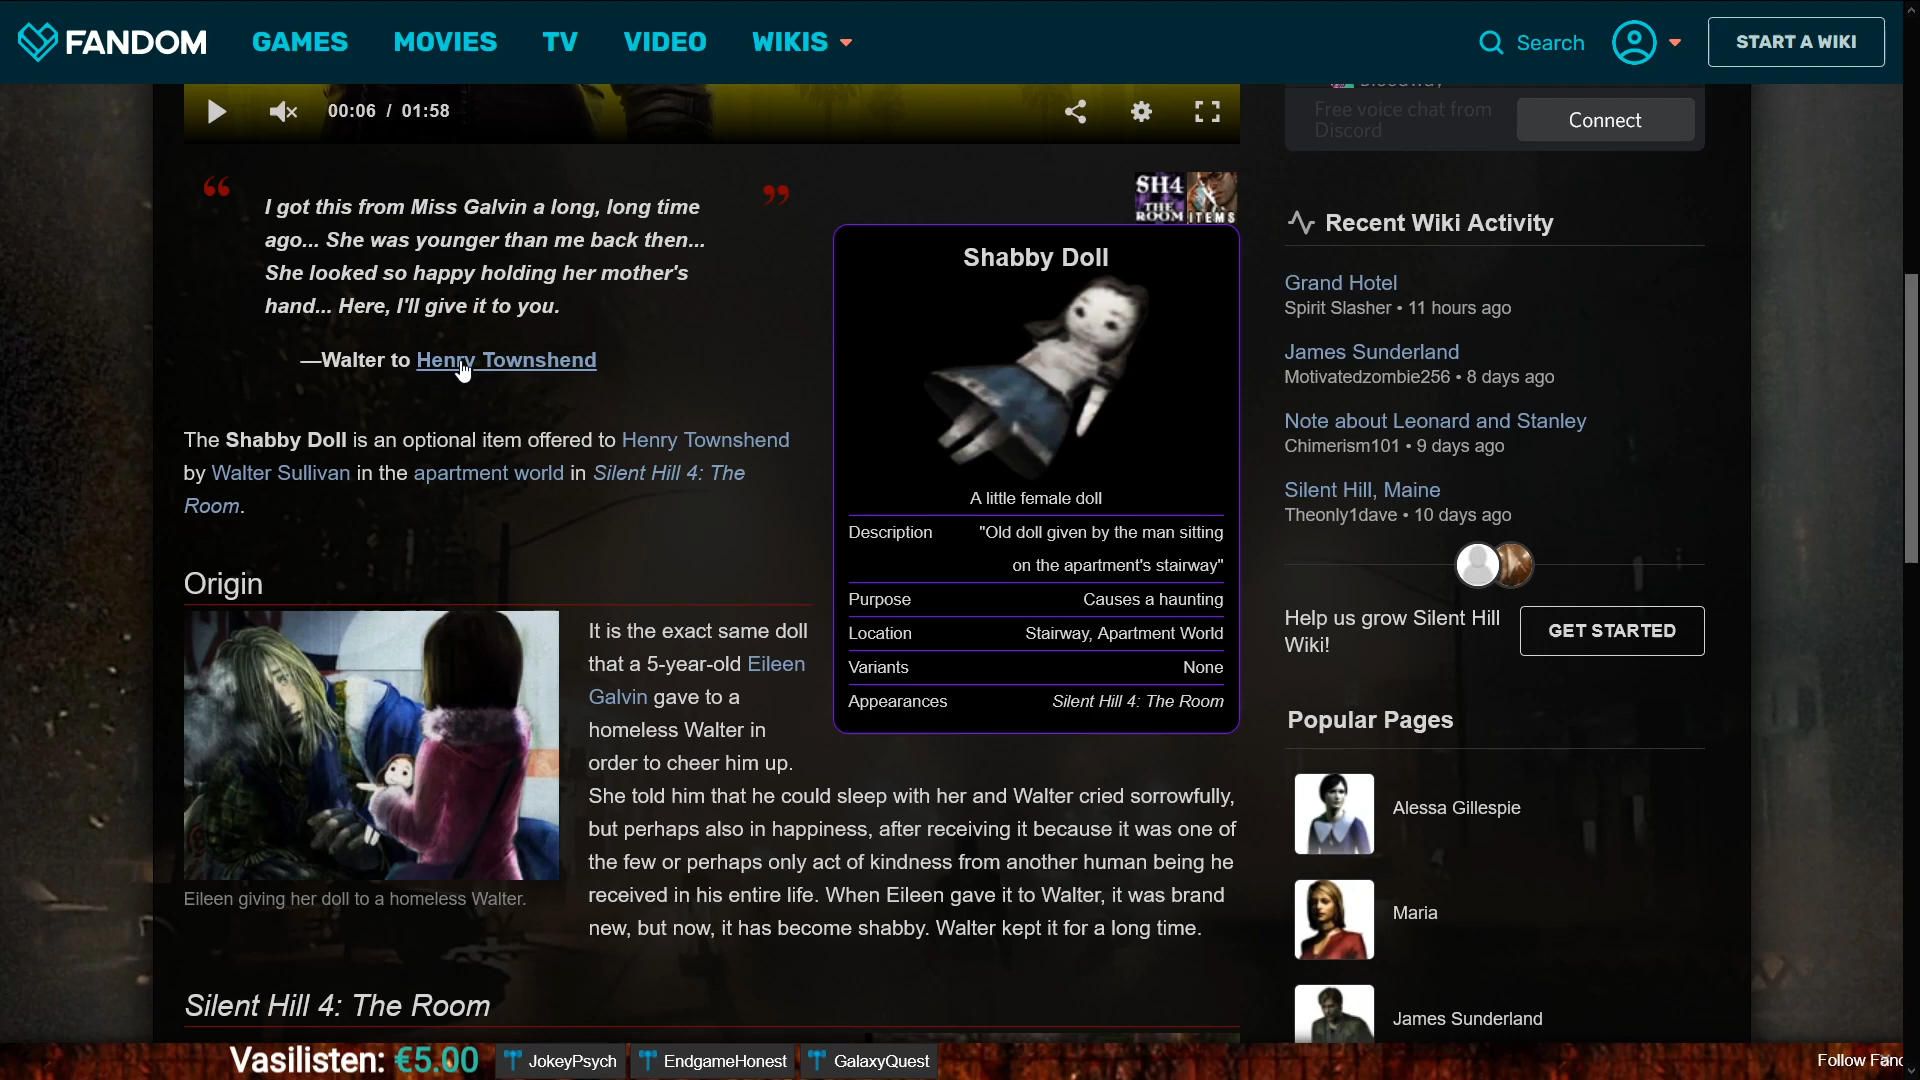 FANDOM GAMES MOVIES TV VIDEO WIKIS Search START A WIKI
00:06 / 01:58
Free voice chat from
Discord
Connect
“ I got this from Miss Galvin a long, long time ”
ago... She was younger than me back then...
She looked so happy holding her mother's
hand... Here, I'll give it to you.
—Walter to Henry Townshend
The Shabby Doll is an optional item offered to Henry Townshend
by Walter Sullivan in the apartment world in Silent Hill 4: The
Room.
SH4
THE
ROOM
ITEMS
Shabby Doll
A little female doll
Description "Old doll given by the man sitting
on the apartment's stairway"
Purpose Causes a haunting
Location Stairway, Apartment World
Variants None
Appearances Silent Hill 4: The Room
Origin
It is the exact same doll
that a 5-year-old Eileen
Galvin gave to a
homeless Walter in
order to cheer him up.
She told him that he could sleep with her and Walter cried sorrowfully,
but perhaps also in happiness, after receiving it because it was one of
the few or perhaps only act of kindness from another human being he
received in his entire life. When Eileen gave it to Walter, it was brand
new, but now, it has become shabby. Walter kept it for a long time.
Eileen giving her doll to a homeless Walter.
Silent Hill 4: The Room
Recent Wiki Activity
Grand Hotel
Spirit Slasher • 11 hours ago
James Sunderland
Motivatedzombie256 • 8 days ago
Note about Leonard and Stanley
Chimerism101 • 9 days ago
Silent Hill, Maine
Theonly1dave • 10 days ago
Help us grow Silent Hill
Wiki!
GET STARTED
Popular Pages
Alessa Gillespie
Maria
James Sunderland
Vasilisten: €5.00 JokeyPsych EndgameHonest GalaxyQuest Follow Fand